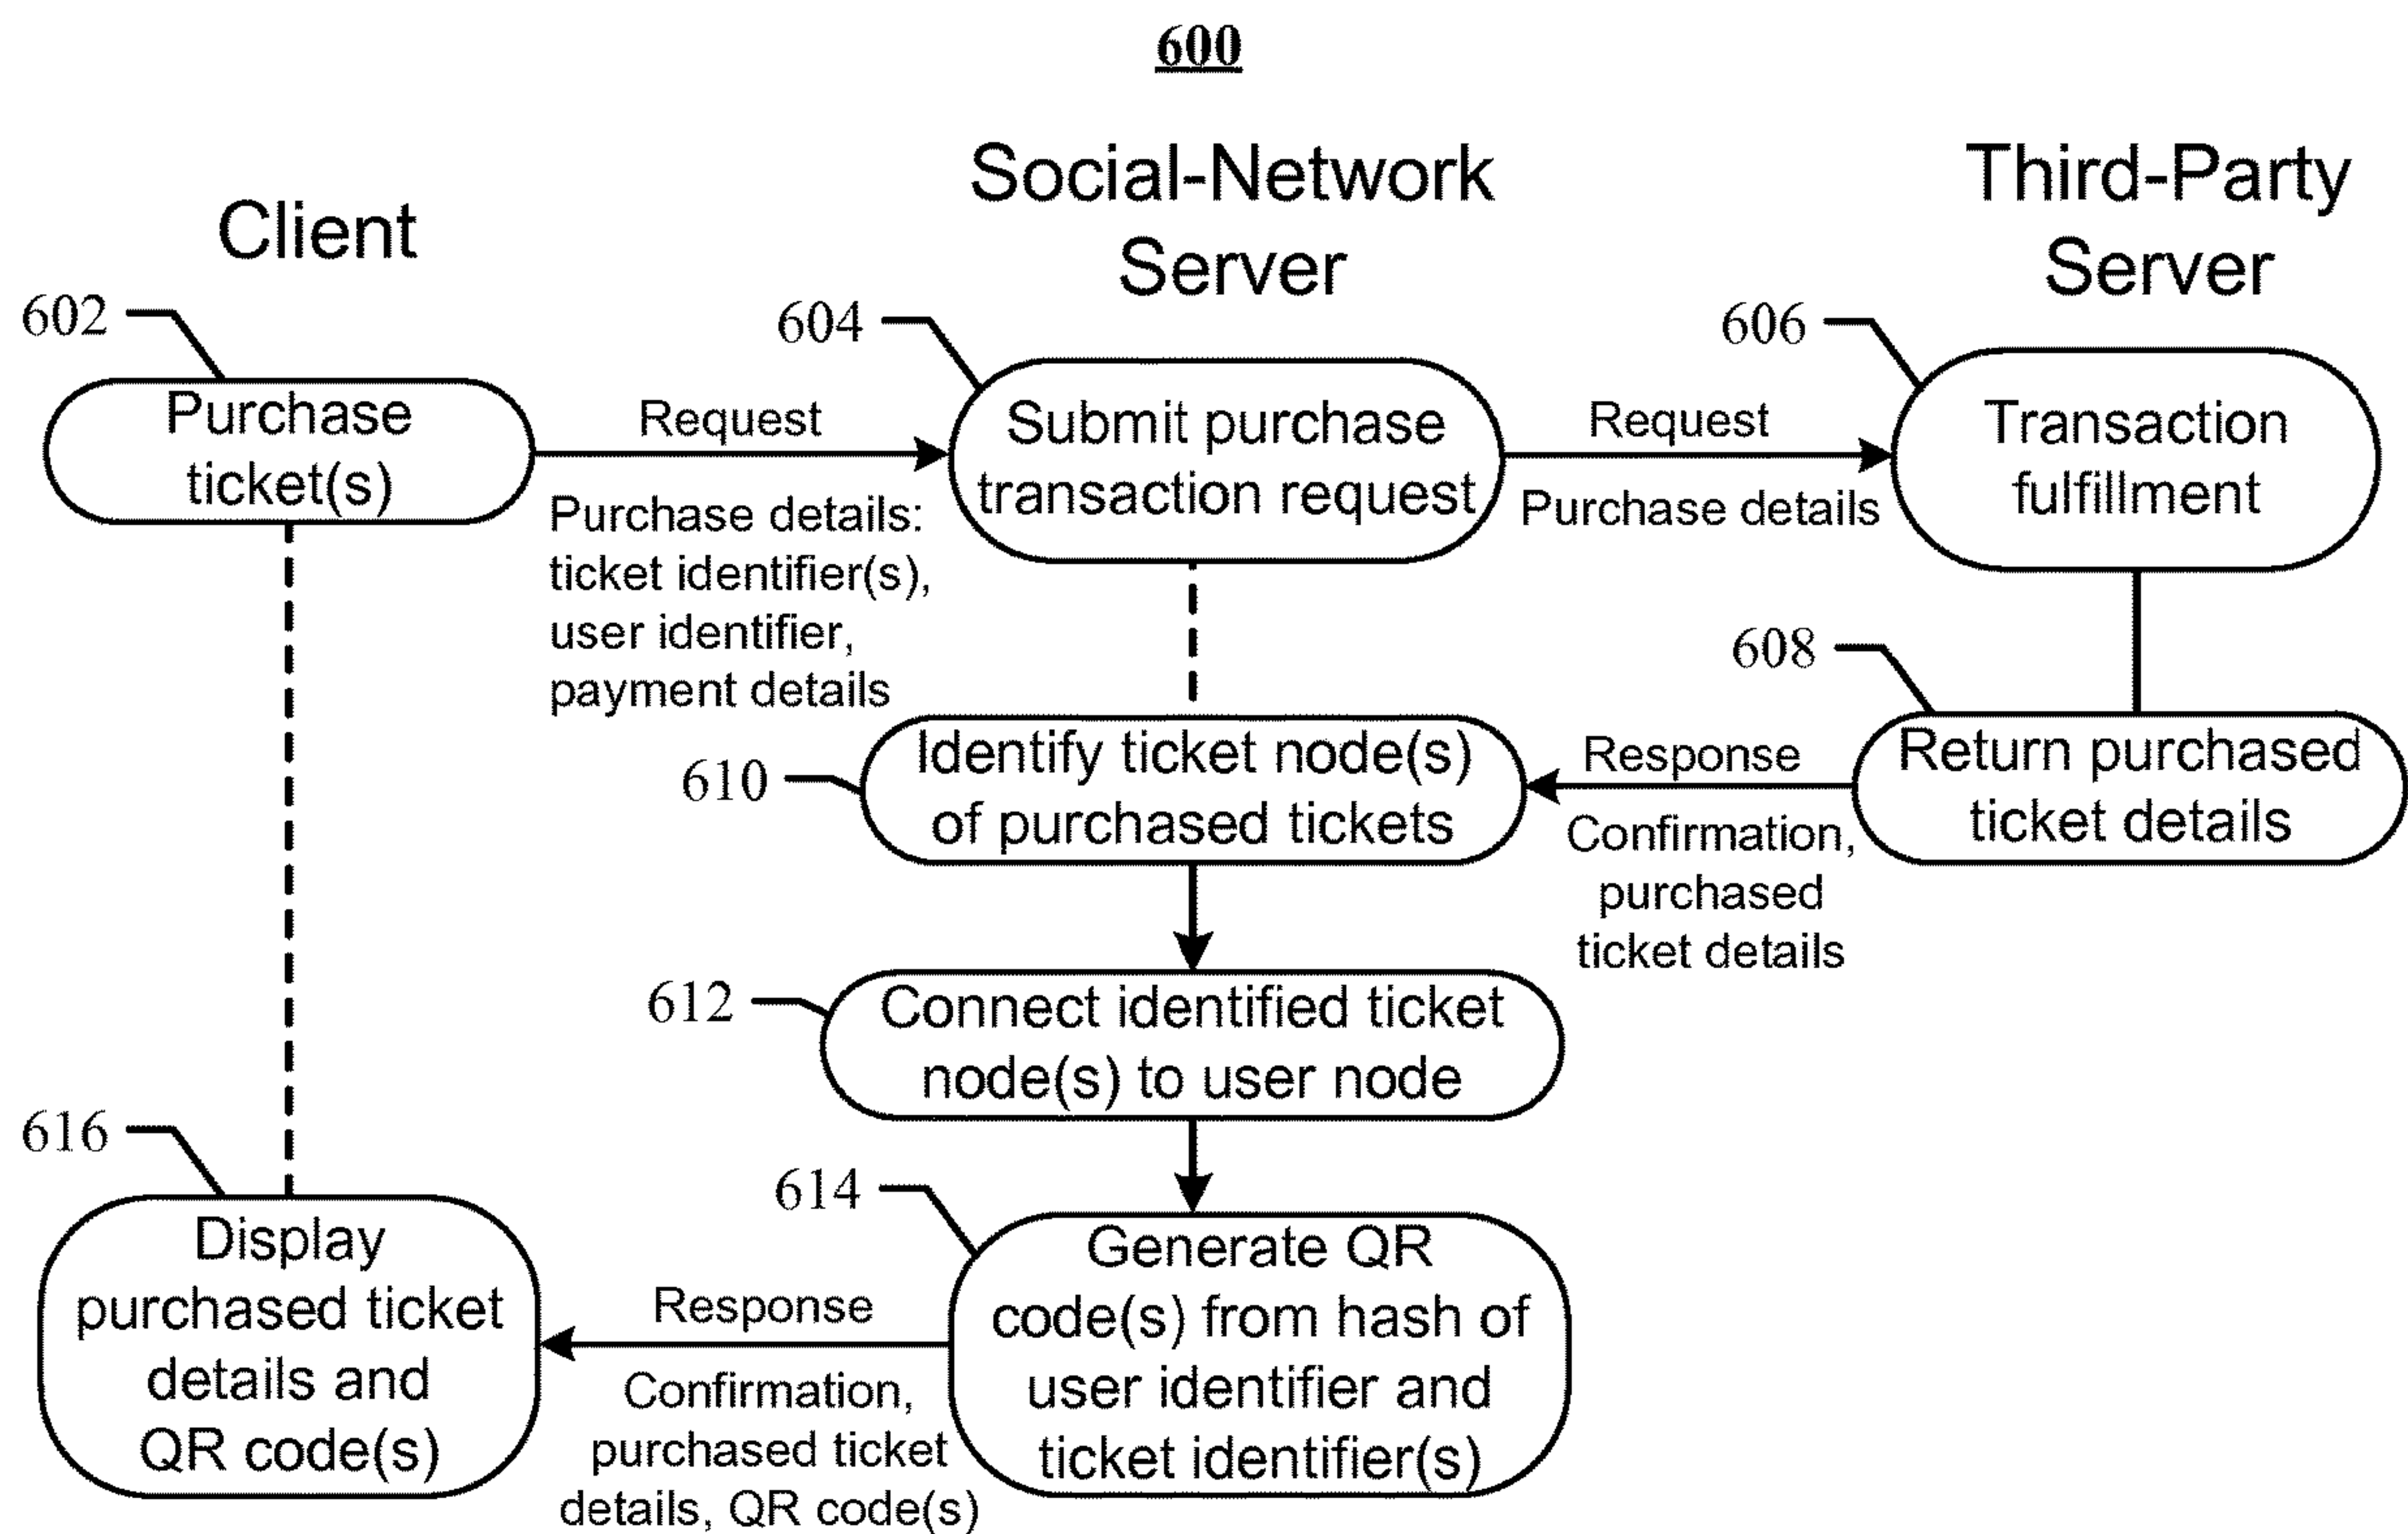 600
Client
Social-Network
Server
Third-Party
Server
602
Purchase
ticket(s)
Request
Purchase details:
ticket identifier(s),
user identifier,
payment details
604
Submit purchase
transaction request
Request
Purchase details
606
Transaction
fulfillment
608
Return purchased
ticket details
Response
Confirmation,
purchased
ticket details
610
Identify ticket node(s)
of purchased tickets
612
Connect identified ticket
node(s) to user node
614
Generate QR
code(s) from hash of
user identifier and
ticket identifier(s)
Response
Confirmation,
purchased ticket
details, QR code(s)
616
Display
purchased ticket
details and
QR code(s)